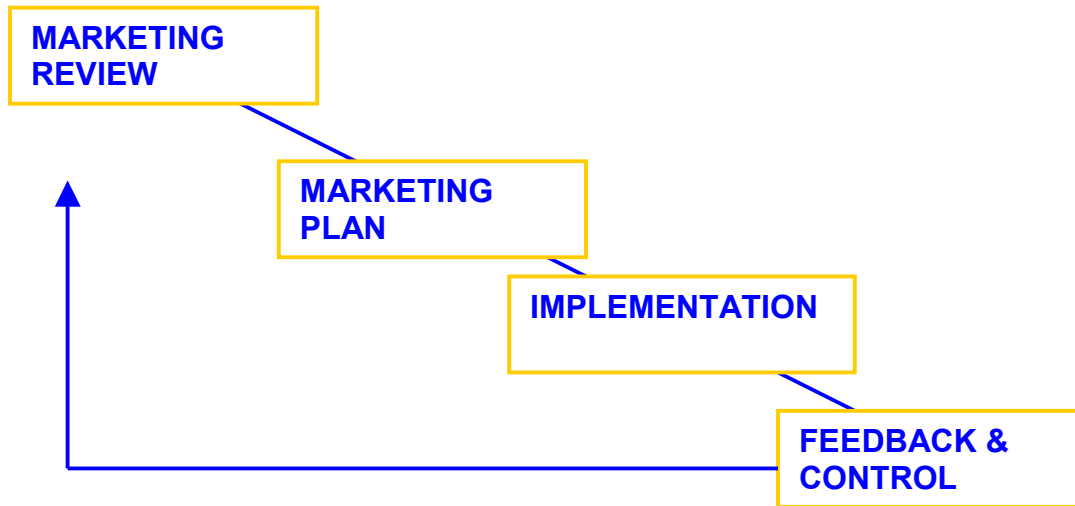 MARKETING
REVIEW
MARKETING
PLAN
IMPLEMENTATION
FEEDBACK &
CONTROL